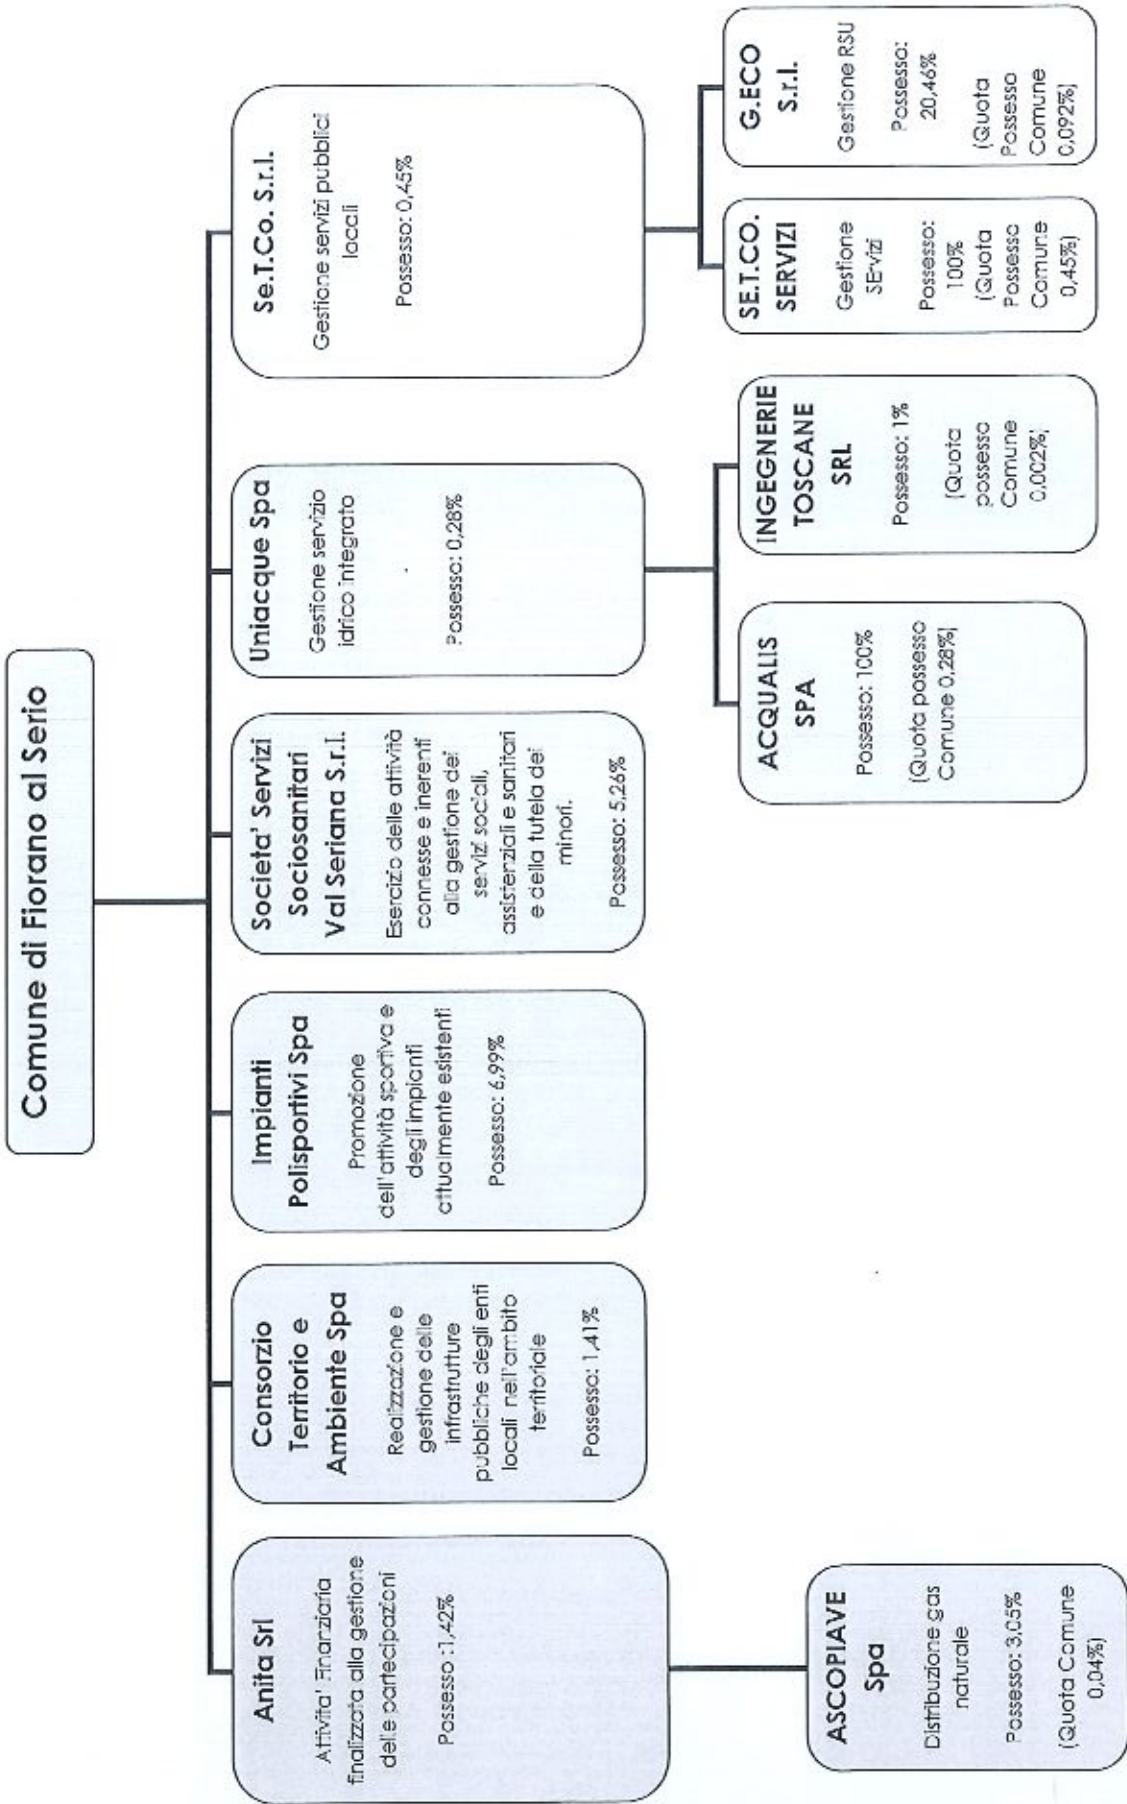 Comune di Fiorano al Serio
Anita Srl
Attivita' Finanziaria
finalizzata alla gestione
delle partecipazioni
Possesso :1,42%
Consorzio
Territorio e
Ambiente Spa
Realizzazione e
gestione delle
infrastrutture
pubbliche degli enti
locali nell'ambito
territoriale
Possesso: 1,41%
Impianti
Polisportivi Spa
Promozione
dell'attività sportiva e
degli impianti
attualmente esistenti
Possesso: 6,99%
Societa' Servizi
Sociosanitari
Val Seriana S.r.l.
Esercizio delle attività
connesse e inerenti
alla gestione dei
servizi sociali,
assistenziali e sanitari
e della tutela dei
minori.
Possesso: 5,26%
Uniacque Spa
Gestione servizio
idrico integrato
Possesso: 0,28%
Se.T.Co. S.r.l.
Gestione servizi pubblici
locali
Possesso: 0,45%
ASCOPIAVE
Spa
Distribuzione gas
naturale
Possesso: 3,05%
(Quota Comune
0,04%)
ACQUALIS
SPA
Possesso: 100%
(Quota possesso
Comune 0,28%)
INGEGNERIE
TOSCANE
SRL
Possesso: 1%
(Quota
possesso
Comune
0,002%)
SE.T.CO.
SERVIZI
Gestione
SErvizi
Possesso:
100%
(Quota
Possesso
Comune
0,45%)
G.ECO
S.r.l.
Gestione RSU
Possesso:
20,46%
(Quota
Possesso
Comune
0,092%)